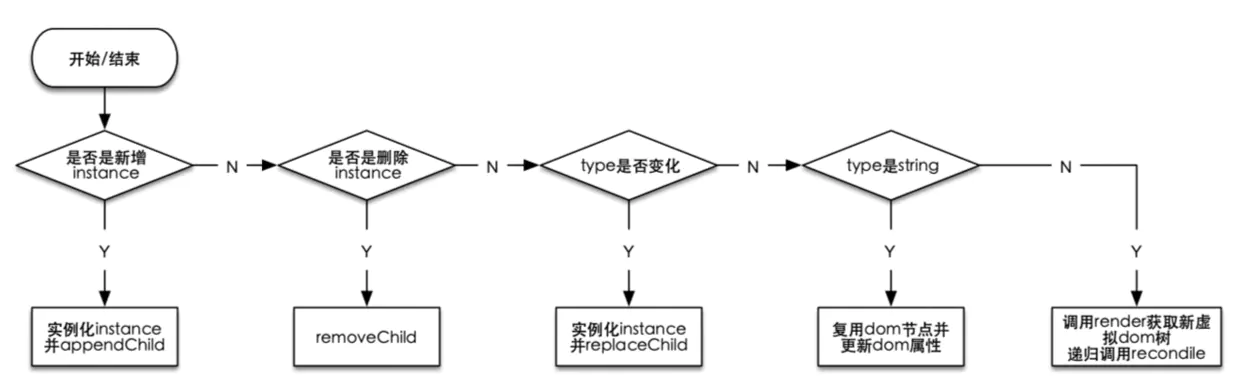 开始/结束
是否是新增
instance
N
是否是删除
instance
N
type是否变化
N
type是string
N
Y
Y
Y
Y
Y
实例化instance
并appendChild
removeChild
实例化instance
并replaceChild
复用dom节点并
更新dom属性
调用render获取新虚
拟dom树
递归调用recondile